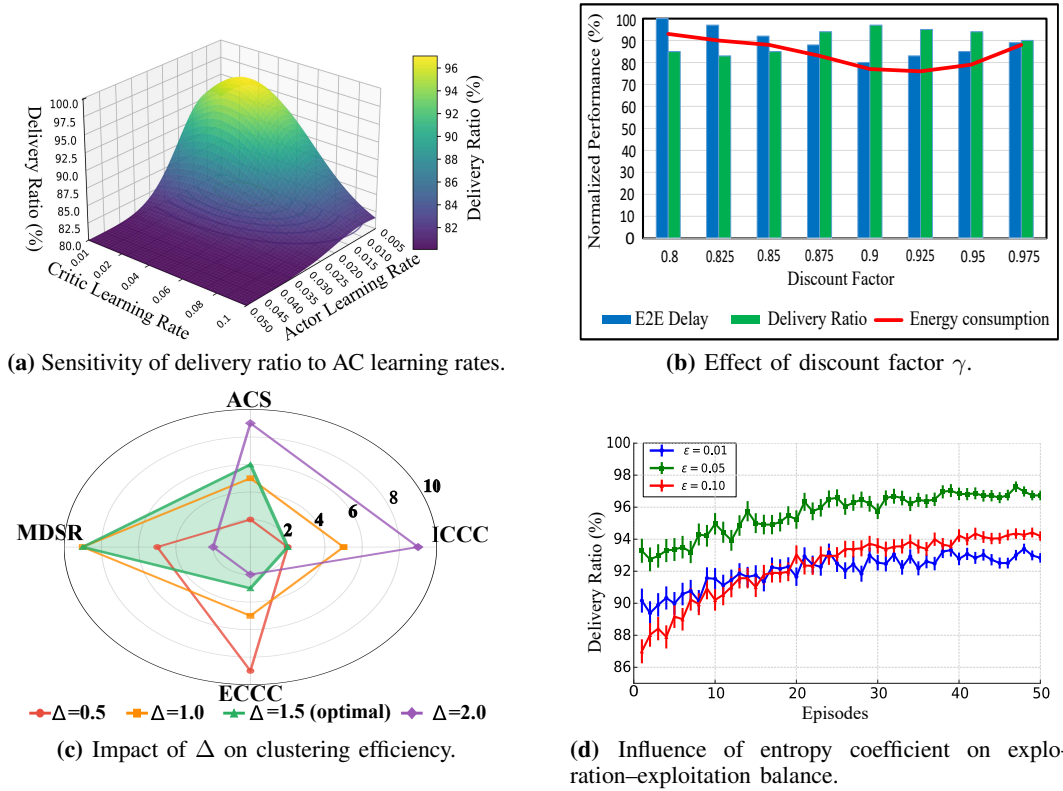 100.0
97.5
95.0
92.5
90.0
87.5
85.0
82.5
80.0
Delivery Ratio (%)
0.01
0.02
0.04
0.06
0.08
0.1
Critic Learning Rate
0.005
0.010
0.015
0.020
0.025
0.030
0.035
0.040
0.045
0.050
Actor Learning Rate
96
94
92
90
88
86
84
82
Delivery Ratio (%)
(a) Sensitivity of delivery ratio to AC learning rates.
Normalized Performance (%)
100
90
80
70
60
50
40
30
20
10
0
0.8 0.825 0.85 0.875 0.9 0.925 0.95 0.975
Discount Factor
E2E Delay Delivery Ratio Energy consumption
(b) Effect of discount factor γ.
ACS
MDSR
ICCC
ECCC
2
4
6
8
10
Δ=0.5 Δ=1.0 Δ=1.5 (optimal) Δ=2.0
(c) Impact of Δ on clustering efficiency.
Delivery Ratio (%)
100
98
96
94
92
90
88
86
ε = 0.01
ε = 0.05
ε = 0.10
0 10 20 30 40 50
Episodes
(d) Influence of entropy coefficient on explo-
ration–exploitation balance.